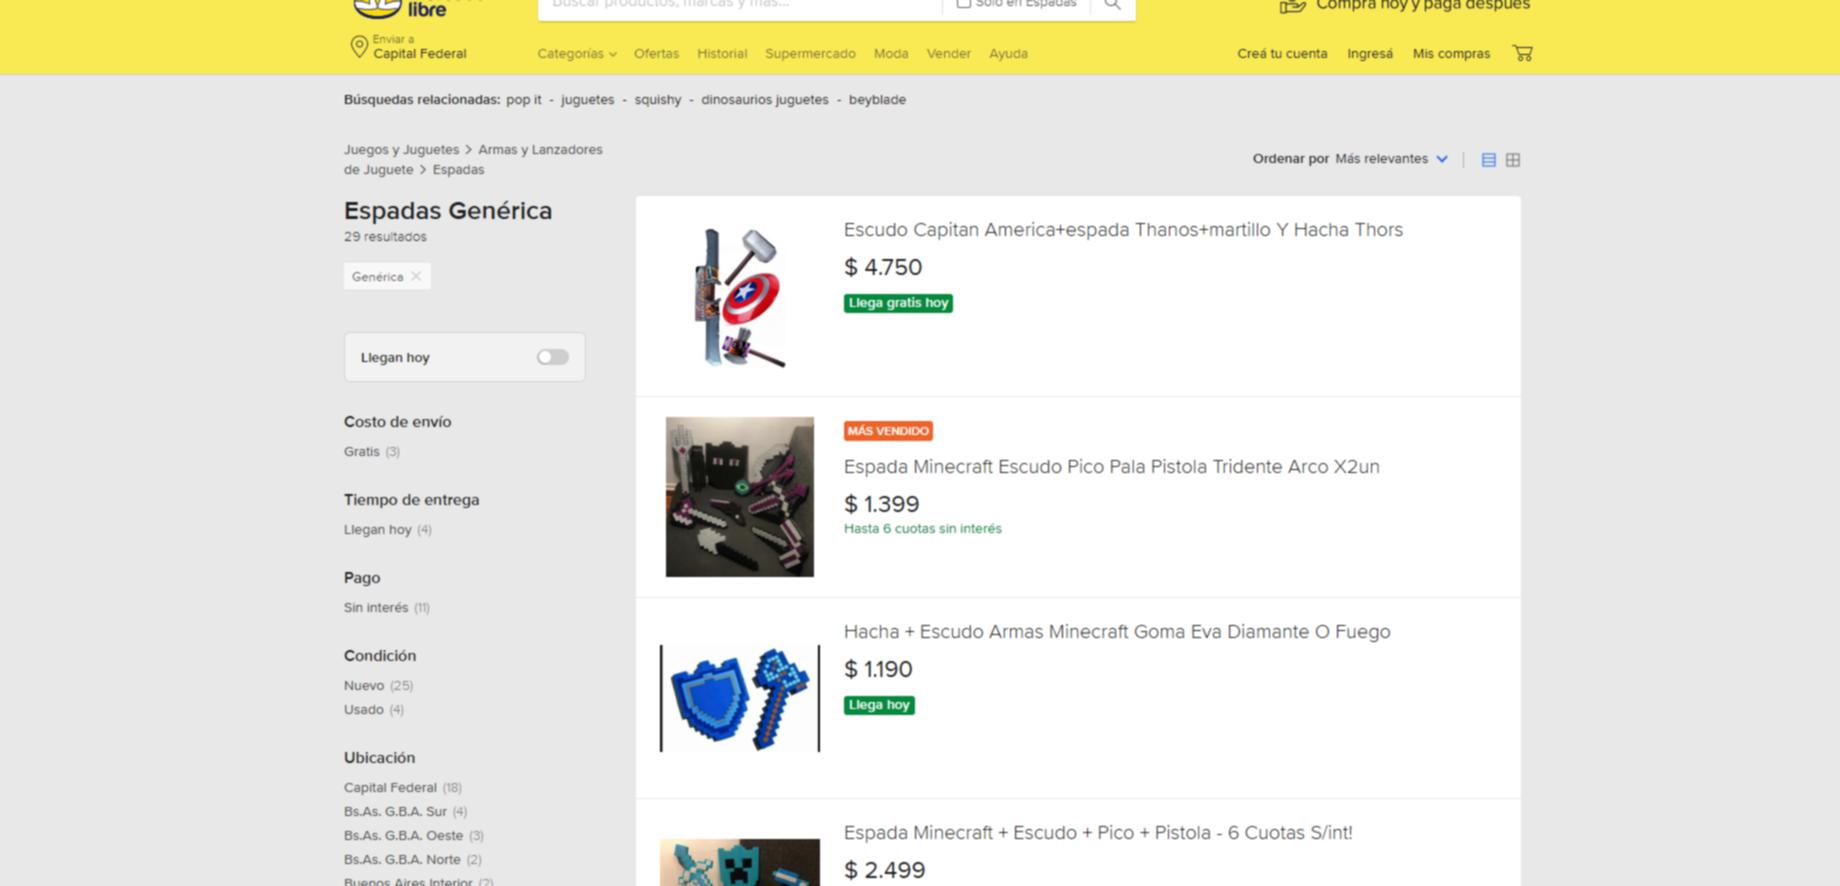 libre
Buscar productos, marcas y más...
Solo en Espadas
Compra hoy y paga después
Enviar a
Capital Federal
Categorías
Ofertas
Historial
Supermercado
Moda
Vender
Ayuda
Creá tu cuenta
Ingresá
Mis compras
Búsquedas relacionadas: pop it - juguetes - squishy - dinosaurios juguetes - beyblade
Juegos y Juguetes > Armas y Lanzadores
de Juguete > Espadas
Ordenar por Más relevantes
Espadas Genérica
29 resultados
Genérica
Llegan hoy
Costo de envío
Gratis (3)
Tiempo de entrega
Llegan hoy (4)
Pago
Sin interés (11)
Condición
Nuevo (25)
Usado (4)
Ubicación
Capital Federal (18)
Bs.As. G.B.A. Sur (4)
Bs.As. G.B.A. Oeste (3)
Bs.As. G.B.A. Norte (2)
Buenos Aires Interior (2)
Escudo Capitan America+espada Thanos+martillo Y Hacha Thors
$ 4.750
Llega gratis hoy
MÁS VENDIDO
Espada Minecraft Escudo Pico Pala Pistola Tridente Arco X2un
$ 1.399
Hasta 6 cuotas sin interés
Hacha + Escudo Armas Minecraft Goma Eva Diamante O Fuego
$ 1.190
Llega hoy
Espada Minecraft + Escudo + Pico + Pistola - 6 Cuotas S/int!
$ 2.499